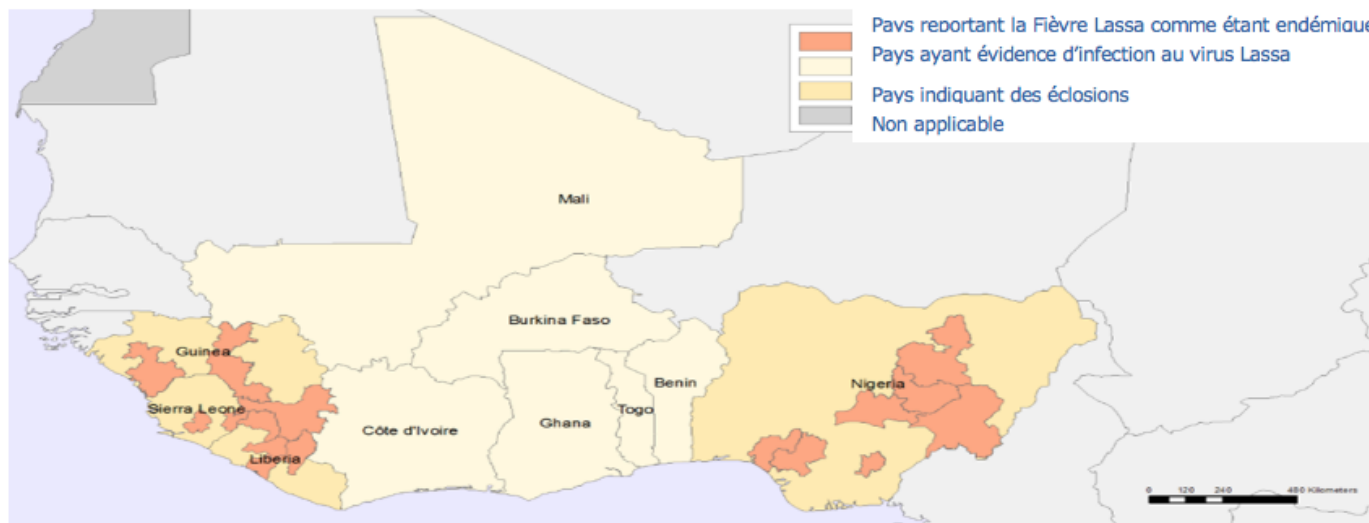 Pays reportant la Fièvre Lassa comme étant endémique
Pays ayant évidence d'infection au virus Lassa
Pays indiquant des éclosions
Non applicable
Mali
Burkina Faso
Guinea
Benin
Nigeria
Sierra Leone
Togo
Ghana
Côte d'Ivoire
Liberia
0 120 240 480 Kilometers